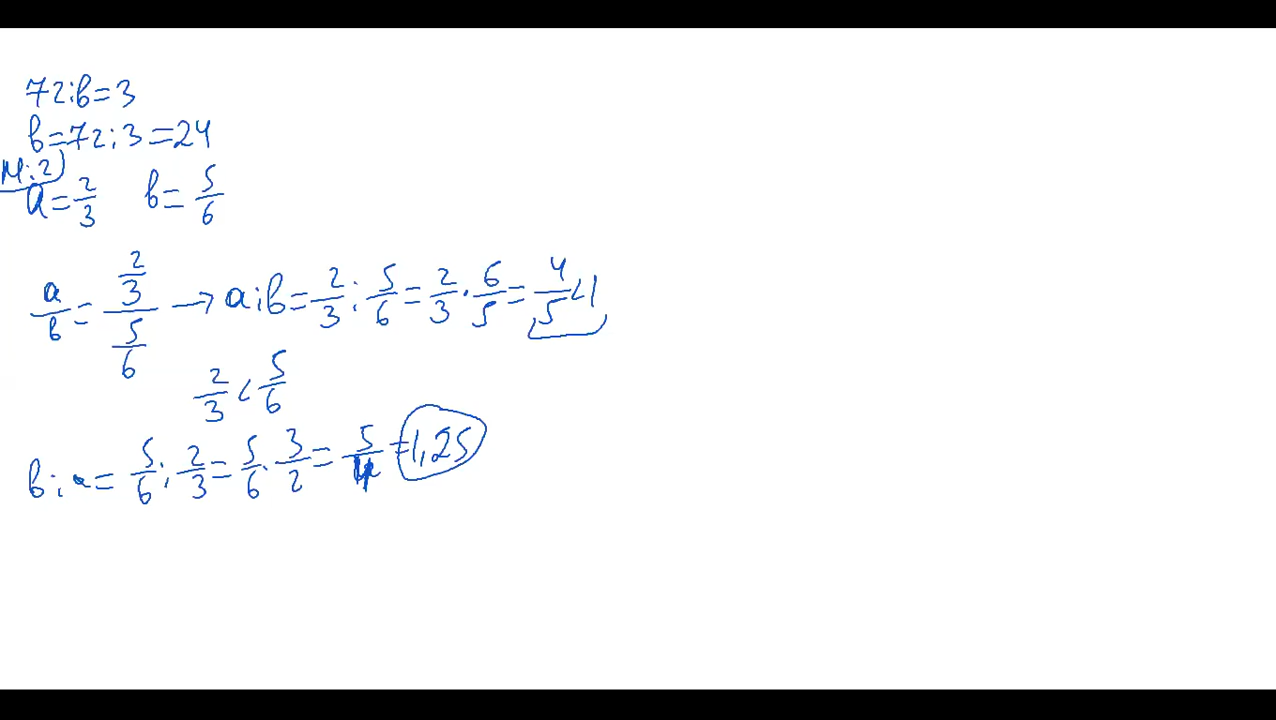 72:в=3
в=72:3=24
М:2)
a=2/3 в=5/6
a/в=(2/3)/(5/6) → a:в=2/3:5/6=2/3·6/5=4/5<1
2/3<5/6
в:a=5/6:2/3=5/6·3/2=5/4=1,25